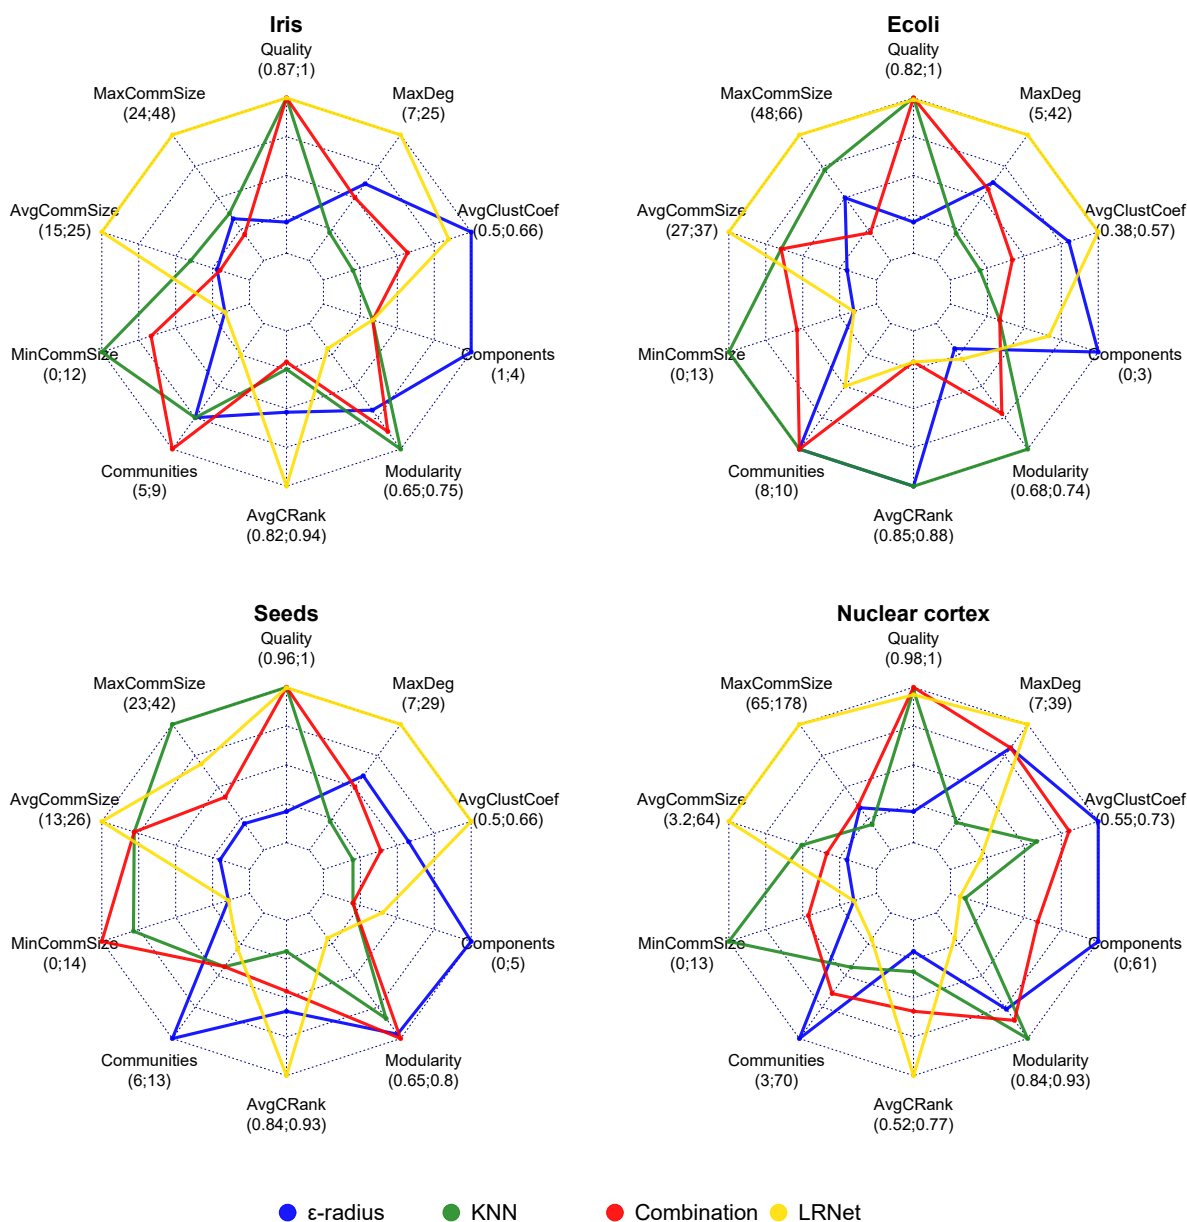 Iris
Quality
(0.87;1)
MaxDeg
(7;25)
AvgClustCoef
(0.5;0.66)
Components
(1;4)
Modularity
(0.65;0.75)
AvgCRank
(0.82;0.94)
Communities
(5;9)
MinCommSize
(0;12)
AvgCommSize
(15;25)
MaxCommSize
(24;48)
Ecoli
Quality
(0.82;1)
MaxDeg
(5;42)
AvgClustCoef
(0.38;0.57)
Components
(0;3)
Modularity
(0.68;0.74)
AvgCRank
(0.85;0.88)
Communities
(8;10)
MinCommSize
(0;13)
AvgCommSize
(27;37)
MaxCommSize
(48;66)
Seeds
Quality
(0.96;1)
MaxDeg
(7;29)
AvgClustCoef
(0.5;0.66)
Components
(0;5)
Modularity
(0.65;0.8)
AvgCRank
(0.84;0.93)
Communities
(6;13)
MinCommSize
(0;14)
AvgCommSize
(13;26)
MaxCommSize
(23;42)
Nuclear cortex
Quality
(0.98;1)
MaxDeg
(7;39)
AvgClustCoef
(0.55;0.73)
Components
(0;61)
Modularity
(0.84;0.93)
AvgCRank
(0.52;0.77)
Communities
(3;70)
MinCommSize
(0;13)
AvgCommSize
(3.2;64)
MaxCommSize
(65;178)
ε-radius KNN Combination LRNet